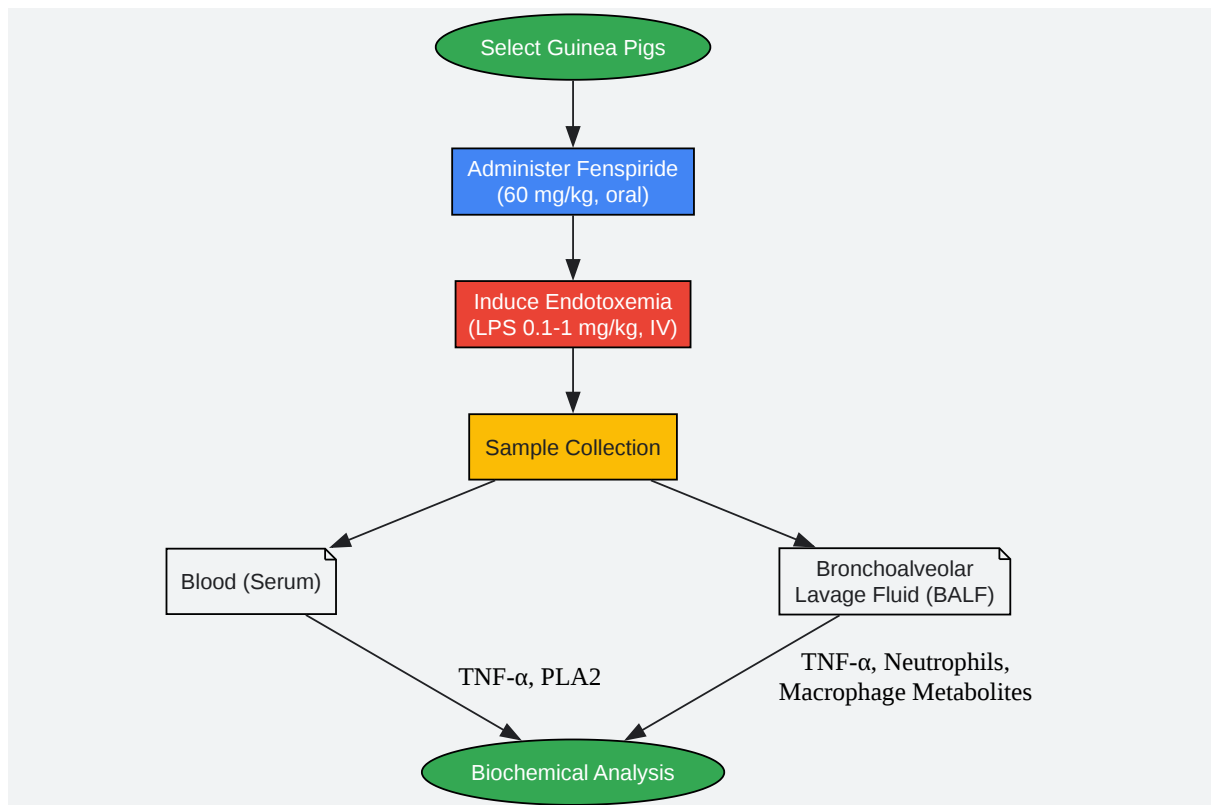 Select Guinea Pigs
Administer Fenspiride
(60 mg/kg, oral)
Induce Endotoxemia
(LPS 0.1-1 mg/kg, IV)
Sample Collection
Blood (Serum)
Bronchoalveolar
Lavage Fluid (BALF)
TNF-α, PLA2
TNF-α, Neutrophils,
Macrophage Metabolites
Biochemical Analysis